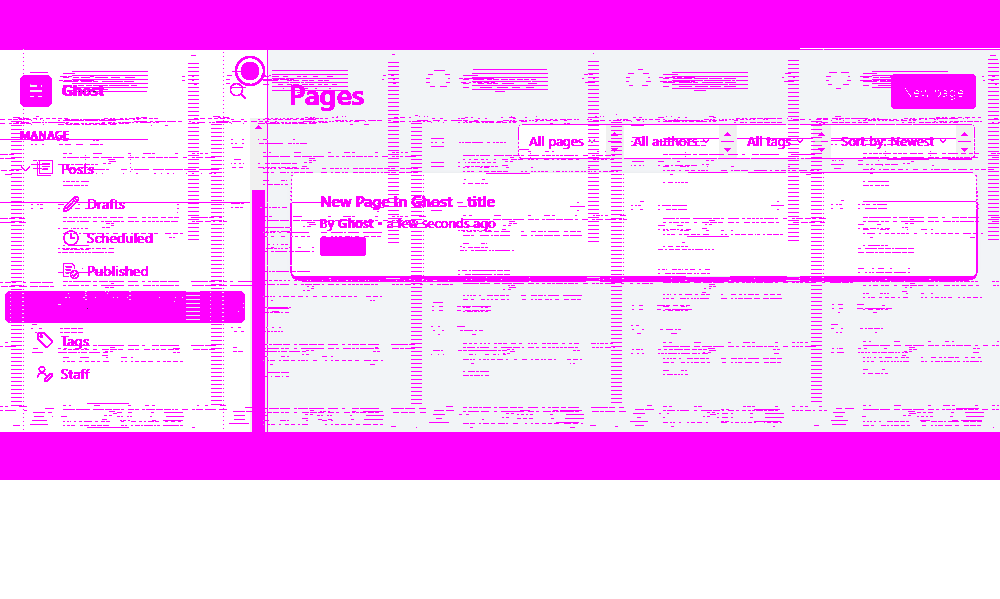 Ghost
Pages
New page
MANAGE
All pages
All authors
All tags
Sort by: Newest
Posts
New Page In Ghost - title
Drafts
By Ghost • a few seconds ago
Scheduled
Published
Tags
Staff